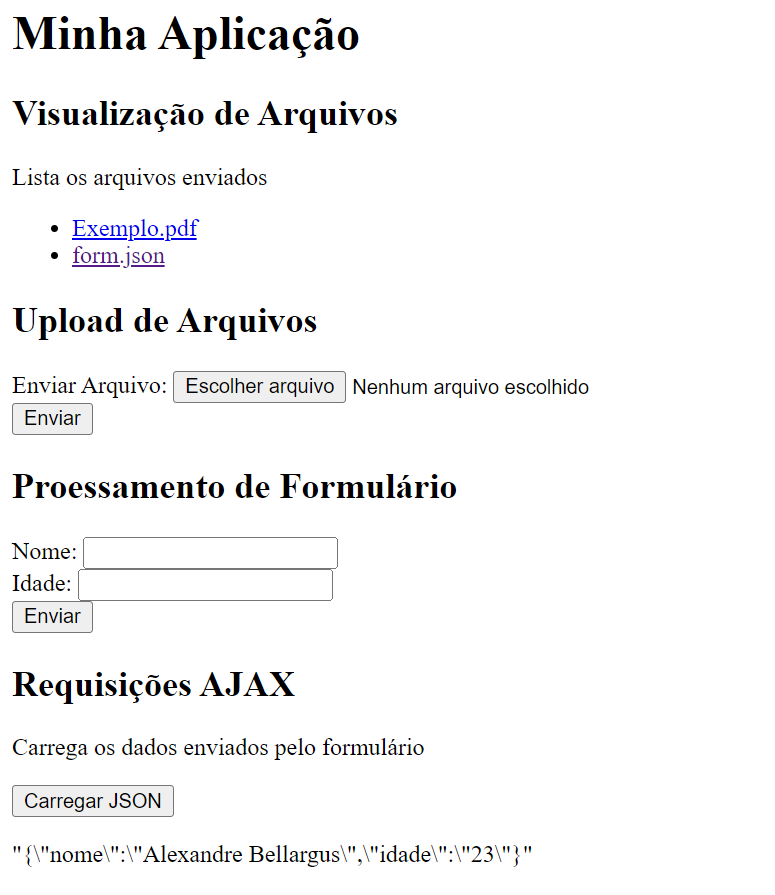 Minha Aplicação
Visualização de Arquivos
Lista os arquivos enviados
Exemplo.pdf
form.json
Upload de Arquivos
Enviar Arquivo: Escolher arquivo Nenhum arquivo escolhido
Enviar
Proessamento de Formulário
Nome:
Idade:
Enviar
Requisições AJAX
Carrega os dados enviados pelo formulário
Carregar JSON
"{\"nome\":\"Alexandre Bellargus\",\"idade\":\"23\"}"